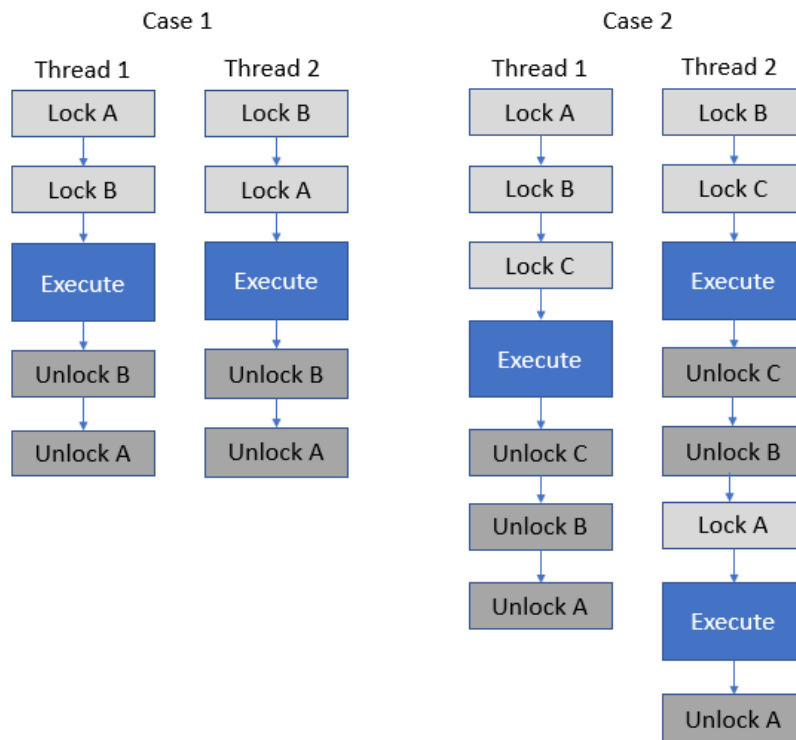 Case 1
Thread 1
Lock A
Lock B
Execute
Unlock B
Unlock A
Thread 2
Lock B
Lock A
Execute
Unlock B
Unlock A
Case 2
Thread 1
Lock A
Lock B
Lock C
Execute
Unlock C
Unlock B
Unlock A
Thread 2
Lock B
Lock C
Execute
Unlock C
Unlock B
Lock A
Execute
Unlock A